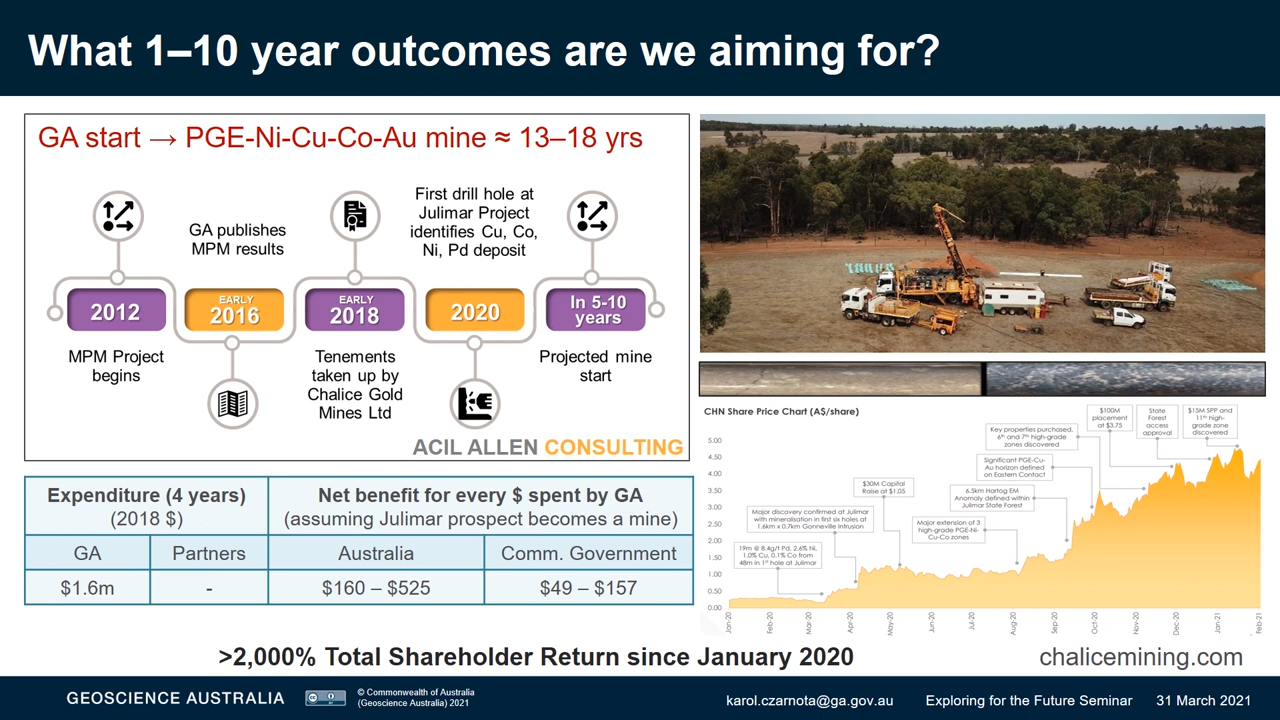 What 1–10 year outcomes are we aiming for?
GA start → PGE-Ni-Cu-Co-Au mine ≈ 13–18 yrs
GA publishes
MPM results
First drill hole at
Julimar Project
identifies Cu, Co,
Ni, Pd deposit
2012
EARLY
2016
EARLY
2018
2020
In 5-10
years
MPM Project
begins
Tenements
taken up by
Chalice Gold
Mines Ltd
Projected mine
start
ACIL ALLEN CONSULTING
Expenditure (4 years)
(2018 $)
Net benefit for every $ spent by GA
(assuming Julimar prospect becomes a mine)
GA
Partners
Australia
Comm. Government
$1.6m
-
$160 – $525
$49 – $157
CHN Share Price Chart (A$/share)
5.00
4.50
4.00
3.50
3.00
2.50
2.00
1.50
1.00
0.50
0.00
19m @ 8.4g/t Pd, 2.6% Ni,
1.0% Cu, 0.1% Co from
48m in 1st hole at Julimar
Major discovery confirmed at Julimar
with mineralisation in first six holes at
1.6km x 0.7km Gonneville Intrusion
$30M Capital
Raise at $1.05
Major extension of 3
high-grade PGE-Ni-
Cu-Co zones
6.5km Hartog EM
Anomaly defined within
Julimar State Forest
Significant PGE-Cu-
Au horizon defined
on Eastern Contact
Key properties purchased,
6th and 7th high-grade
zones discovered
$100M
placement
at $3.75
State
Forest
access
approval
$15M SPP and
11th high-
grade zone
discovered
Jan-20
Feb-20
Mar-20
Apr-20
May-20
Jun-20
Jul-20
Aug-20
Sep-20
Oct-20
Nov-20
Dec-20
Jan-21
Feb-21
>2,000% Total Shareholder Return since January 2020
chalicemining.com
GEOSCIENCE AUSTRALIA
cc
BY
© Commonwealth of Australia
(Geoscience Australia) 2021
karol.czarnota@ga.gov.au
Exploring for the Future Seminar
31 March 2021